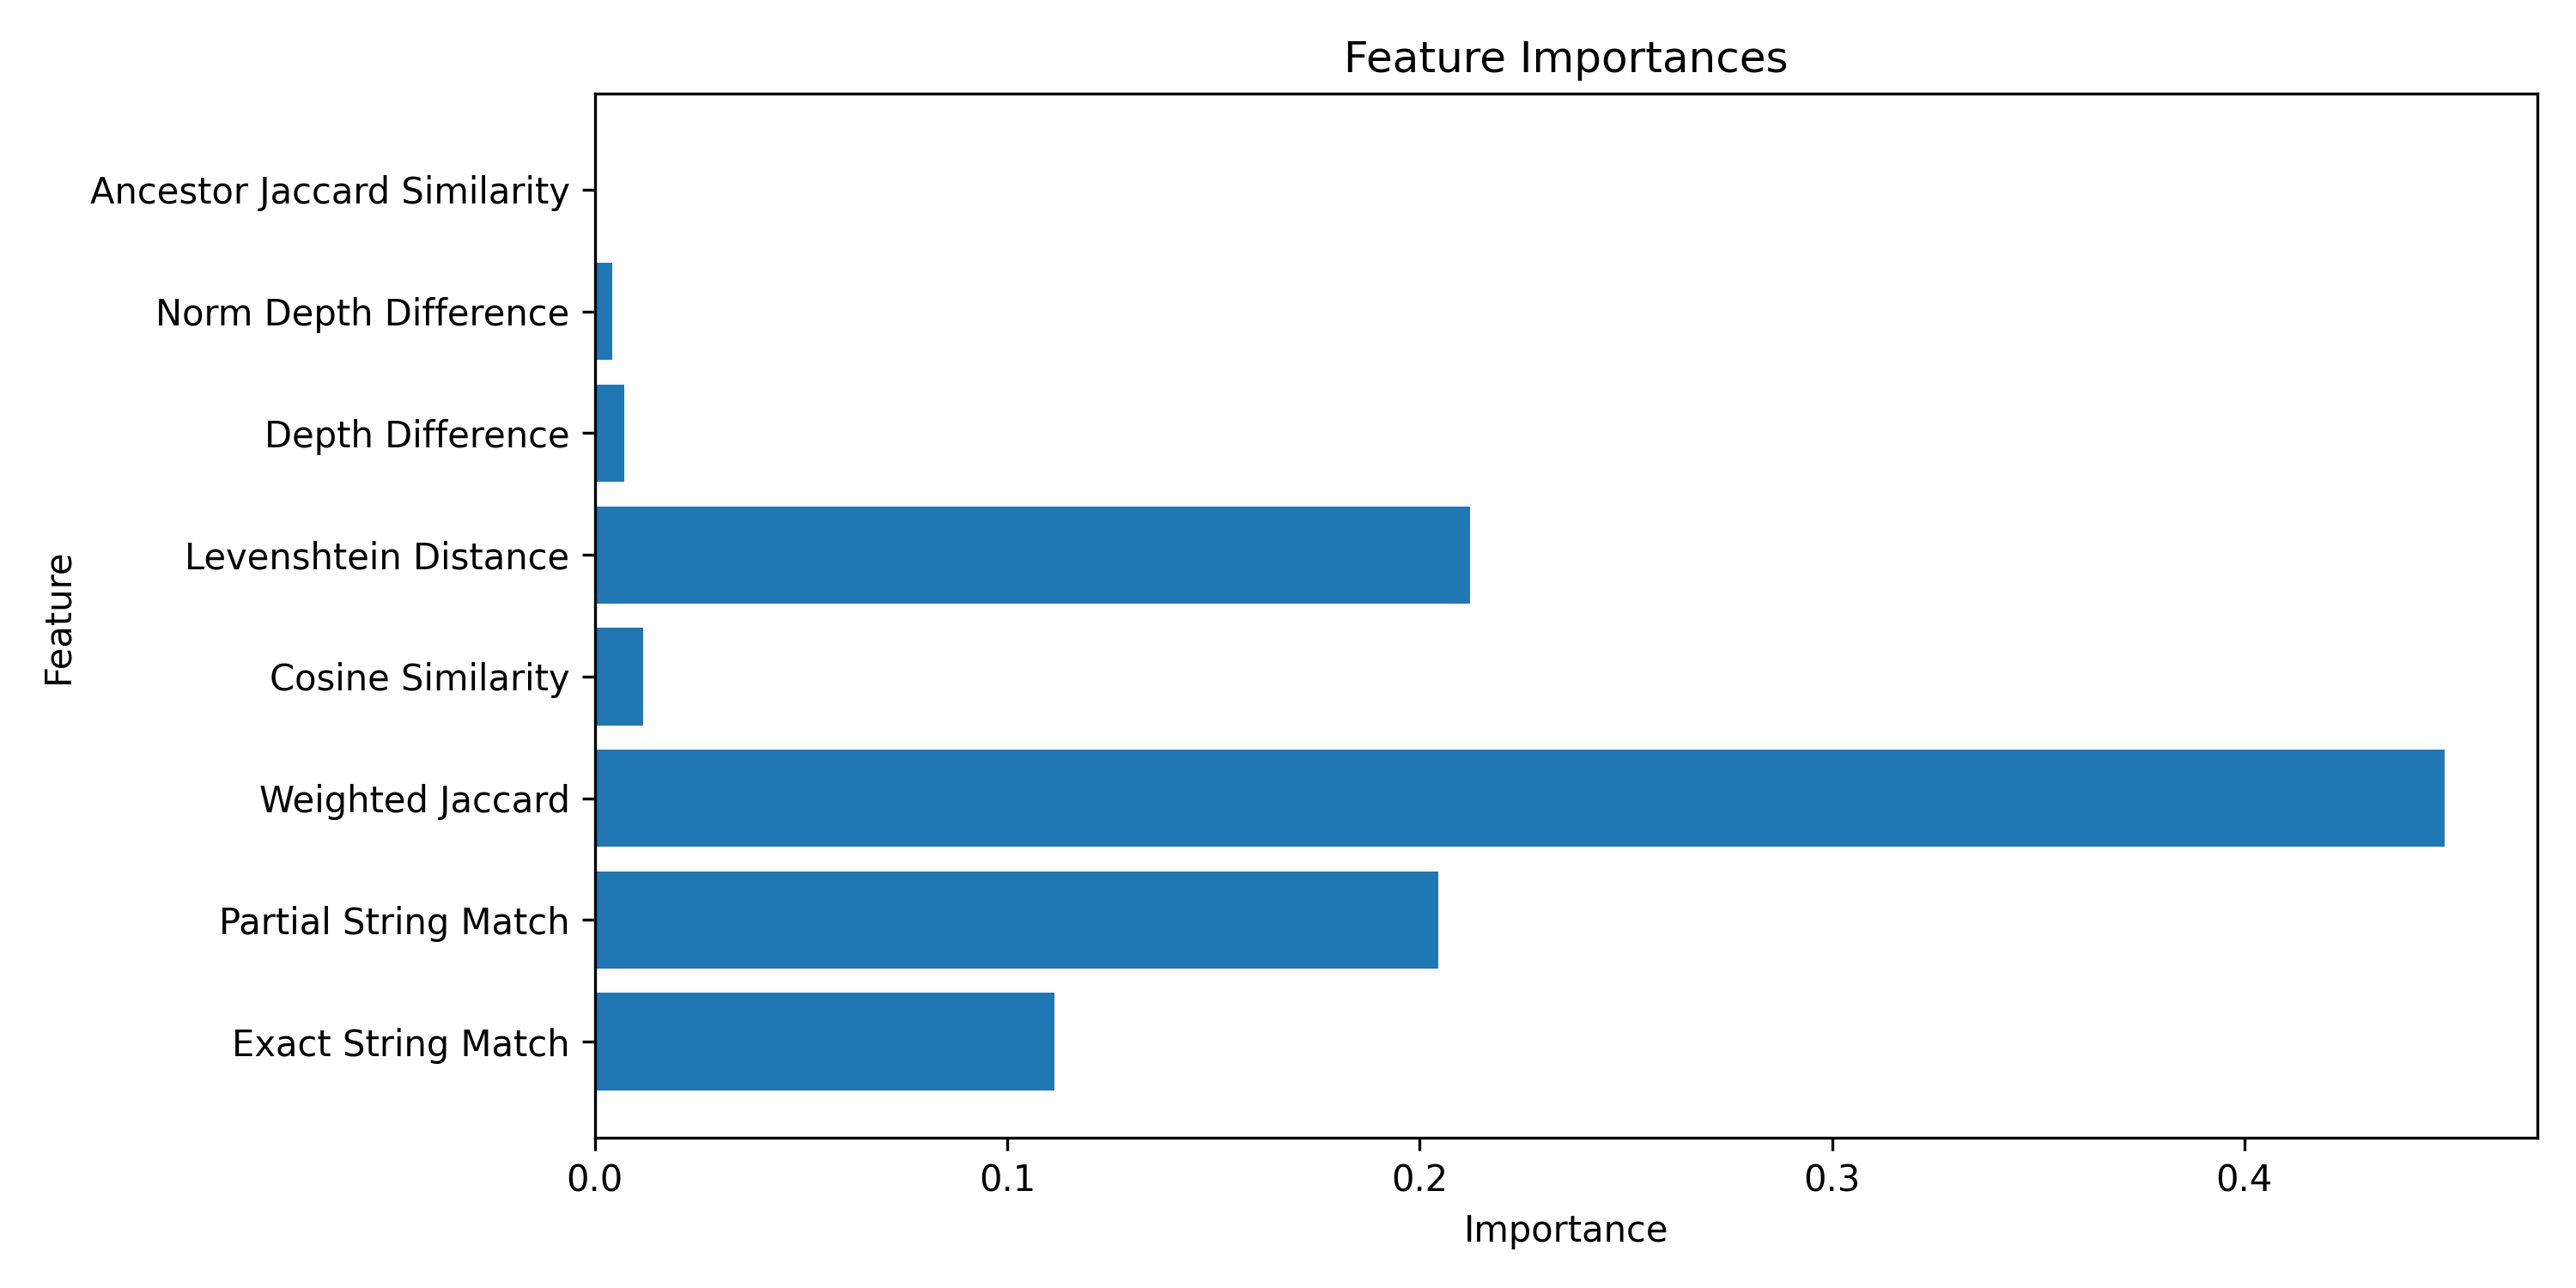 Feature Importances
Ancestor Jaccard Similarity
Norm Depth Difference
Depth Difference
Levenshtein Distance
Cosine Similarity
Weighted Jaccard
Partial String Match
Exact String Match
Feature
0.0 0.1 0.2 0.3 0.4
Importance